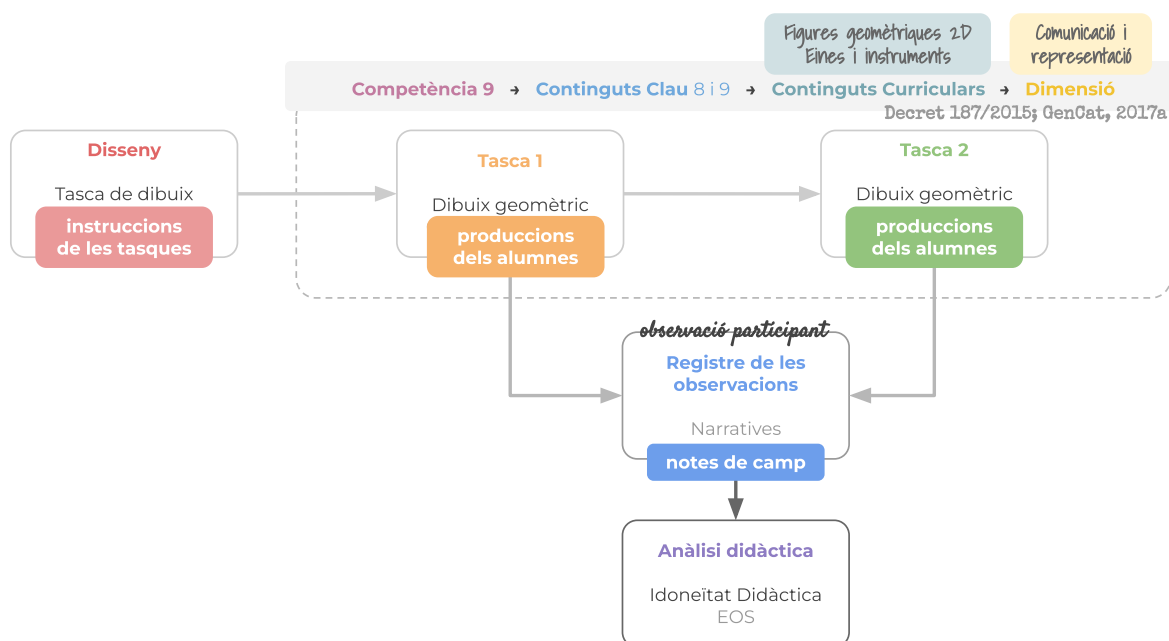 Figures geomètriques 2D
Eines i instruments
Comunicació i
representació
Competència 9 → Continguts Clau 8 i 9 → Continguts Curriculars → Dimensió
Decret 187/2015; GenCat, 2017a
Disseny
Tasca de dibuix
instruccions
de les tasques
Tasca 1
Dibuix geomètric
produccions
dels alumnes
Tasca 2
Dibuix geomètric
produccions
dels alumnes
observació participant
Registre de les
observacions
Narratives
notes de camp
Anàlisi didàctica
Idoneïtat Didàctica
EOS